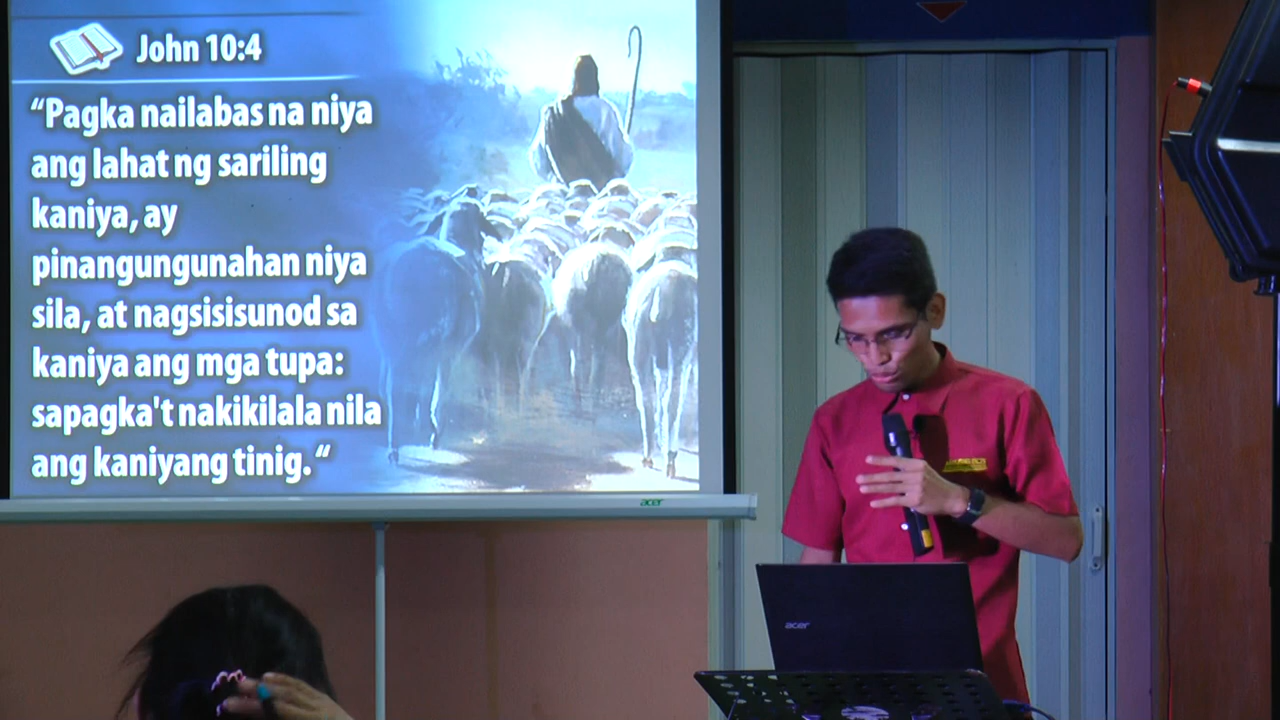 John 10:4
“Pagka nailabas na niya
ang lahat ng sariling
kaniya, ay
pinangungunahan niya
sila, at nagsisisunod sa
kaniya ang mga tupa:
sapagka't nakikilala nila
ang kaniyang tinig.“
acer
acer